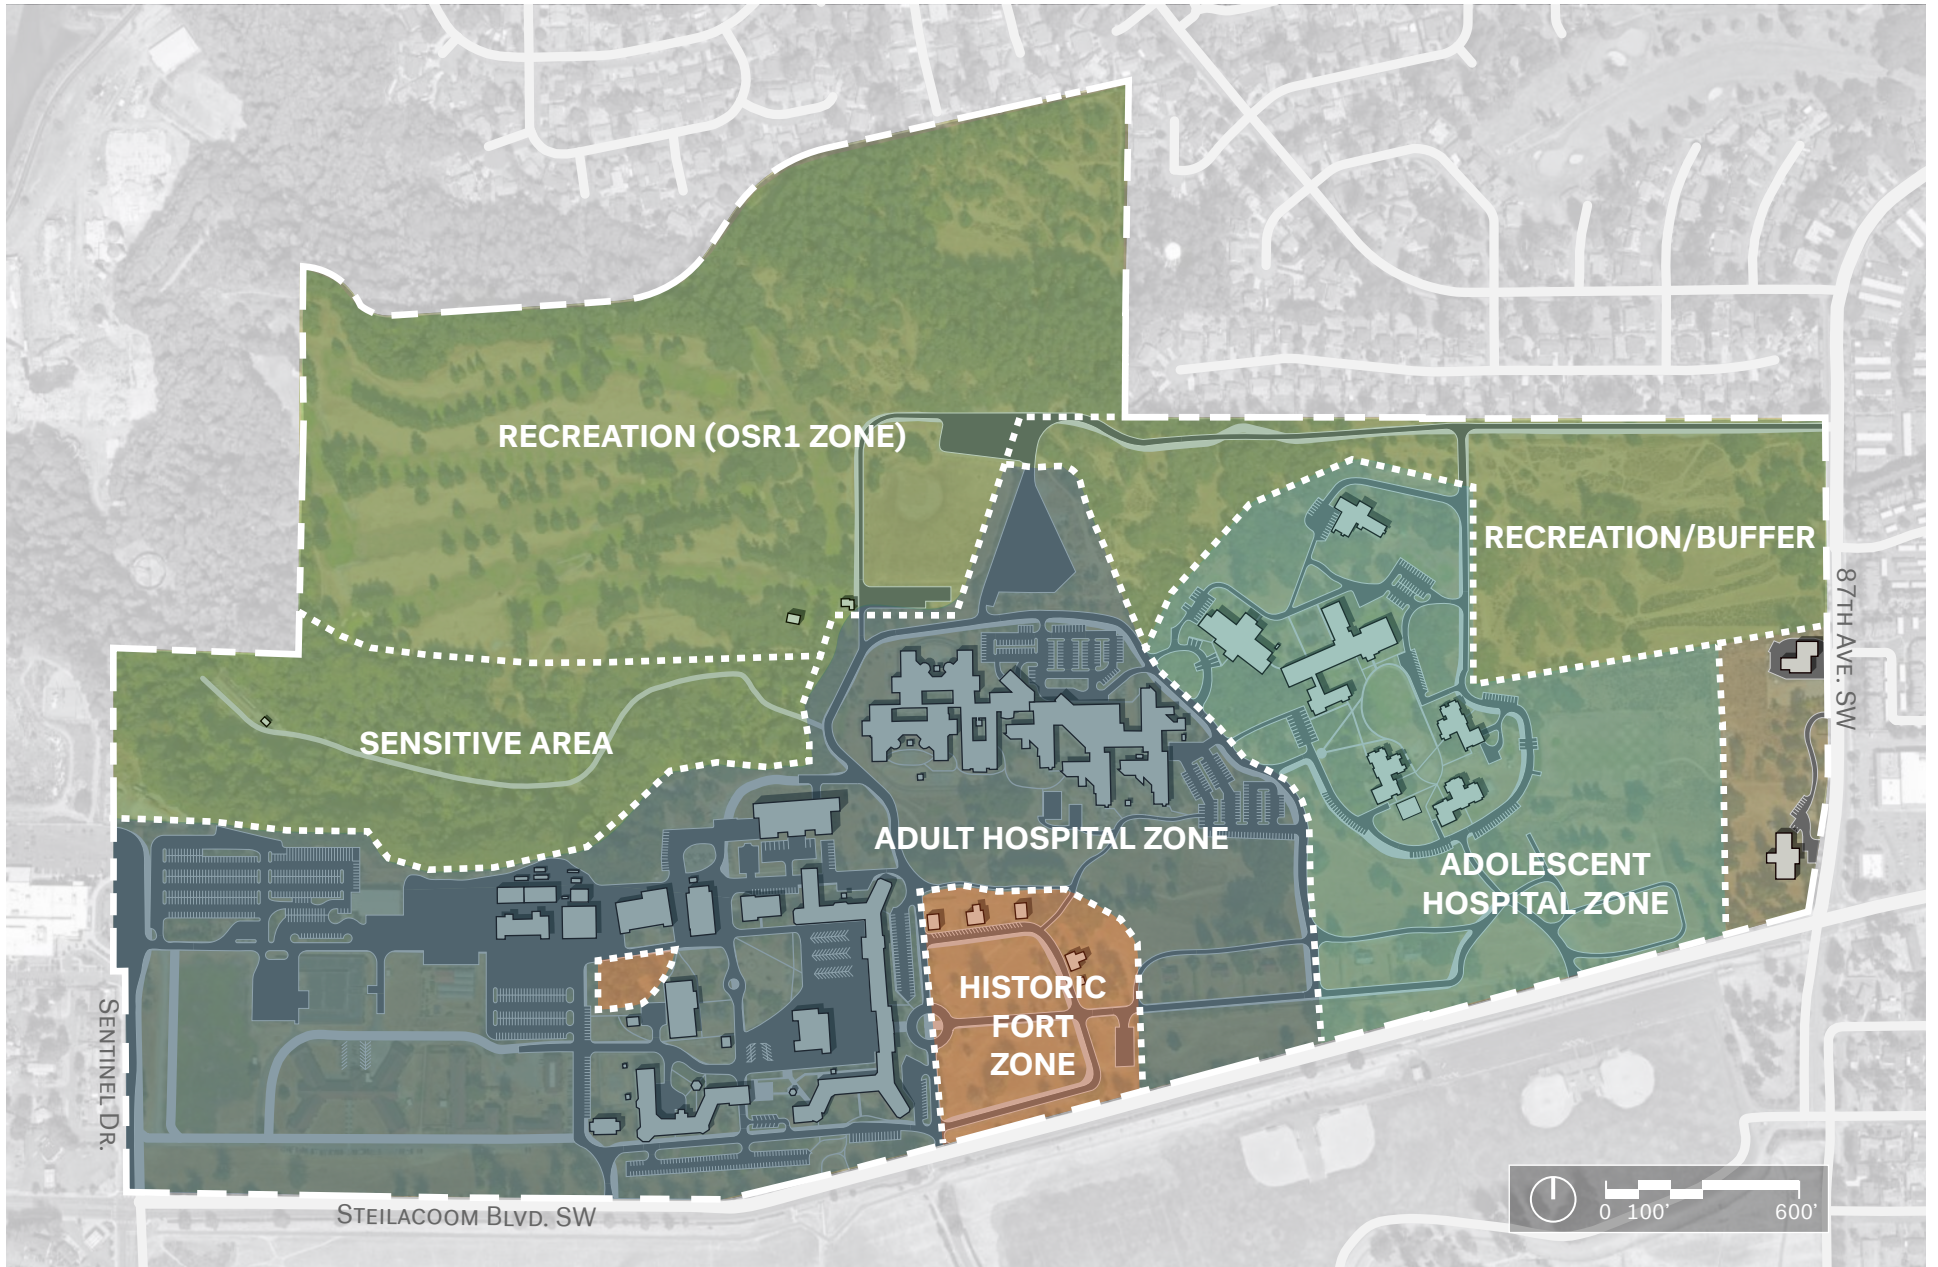 RECREATION (OSR1 ZONE)
RECREATION/BUFFER
87TH AVE. SW
SENSITIVE AREA
ADULT HOSPITAL ZONE
ADOLESCENT
HOSPITAL ZONE
HISTORIC
FORT
ZONE
SENTINEL DR.
STEILACOOM BLVD. SW
0 100' 600'